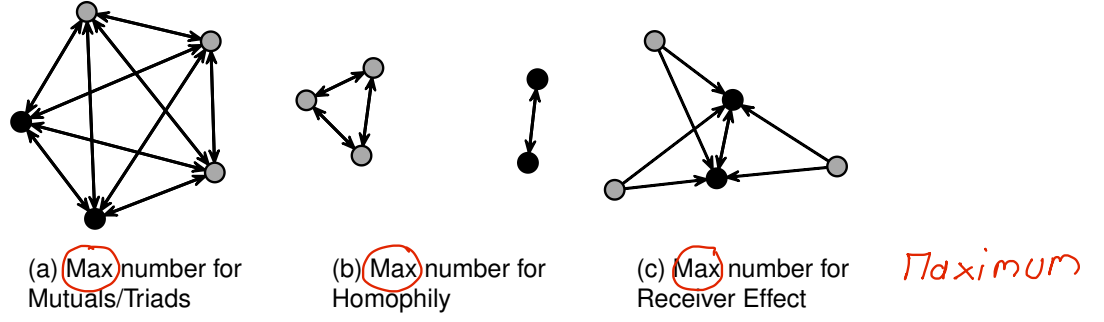 (a) Max number for
Mutuals/Triads
(b) Max number for
Homophily
(c) Max number for
Receiver Effect
Maximum